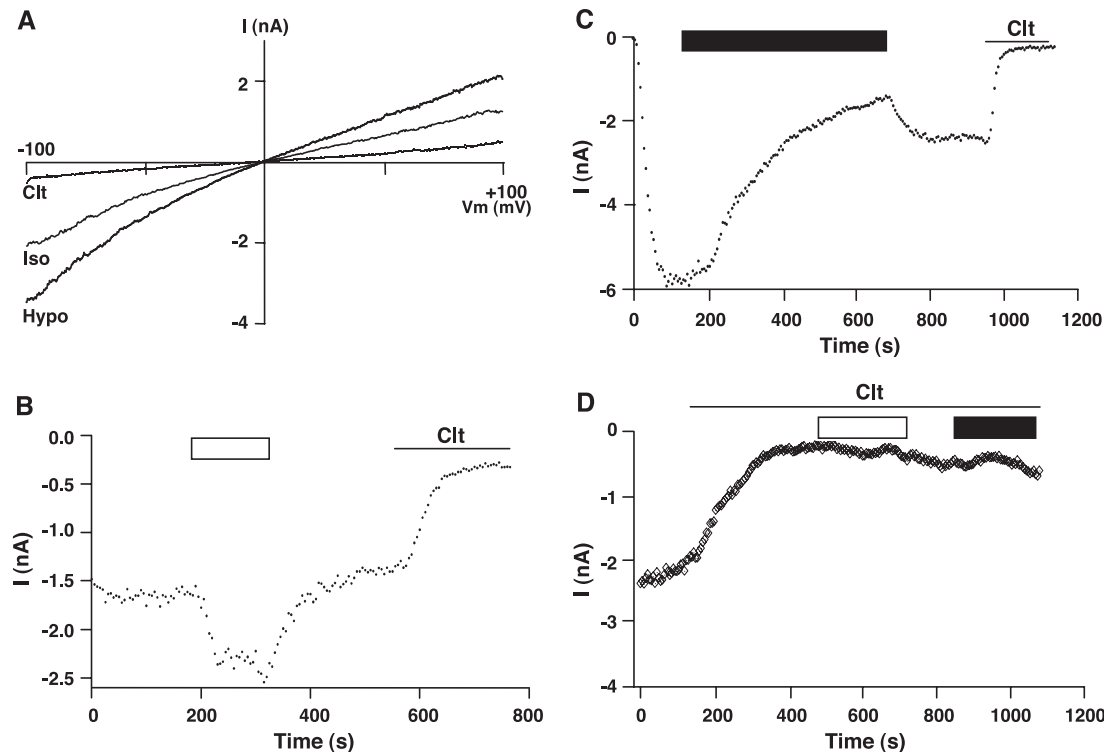 A
I (nA)
2
-100
+100
Vm (mV)
Clt
Iso
Hypo
-2
-4
B
Clt
0.0
-0.5
-1.0
-1.5
-2.0
-2.5
I (nA)
0 200 400 600 800
Time (s)
C
Clt
0
-2
-4
-6
I (nA)
0 200 400 600 800 1000 1200
Time (s)
D
Clt
0
-1
-2
-3
-4
I (nA)
0 200 400 600 800 1000 1200
Time (s)